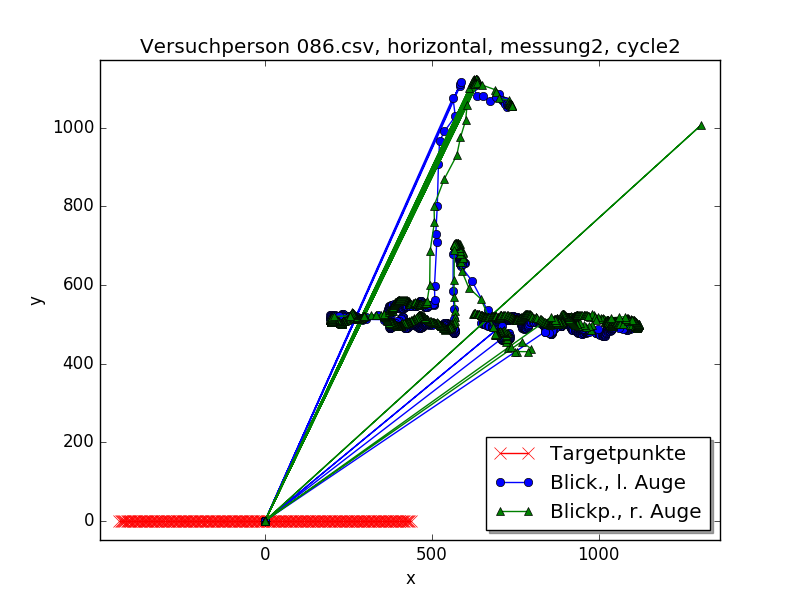 Versuchperson 086.csv, horizontal, messung2, cycle2
y
1000
800
600
400
200
0
0 500 1000
x
Targetpunkte
Blick., l. Auge
Blickp., r. Auge